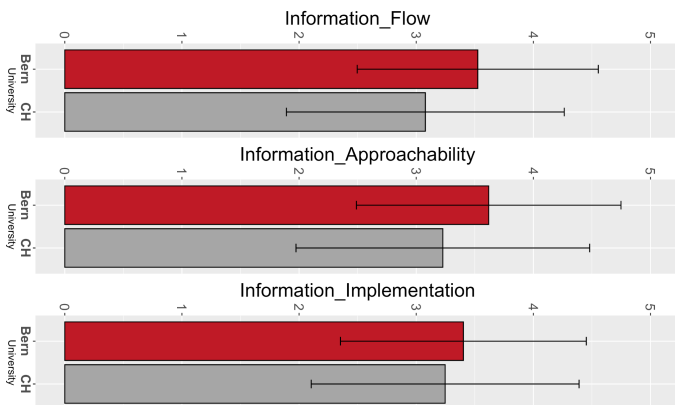 Information_Flow
0 1 2 3 4 5
Bern
CH
University
Information_Approachability
0 1 2 3 4 5
Bern
CH
University
Information_Implementation
0 1 2 3 4 5
Bern
CH
University